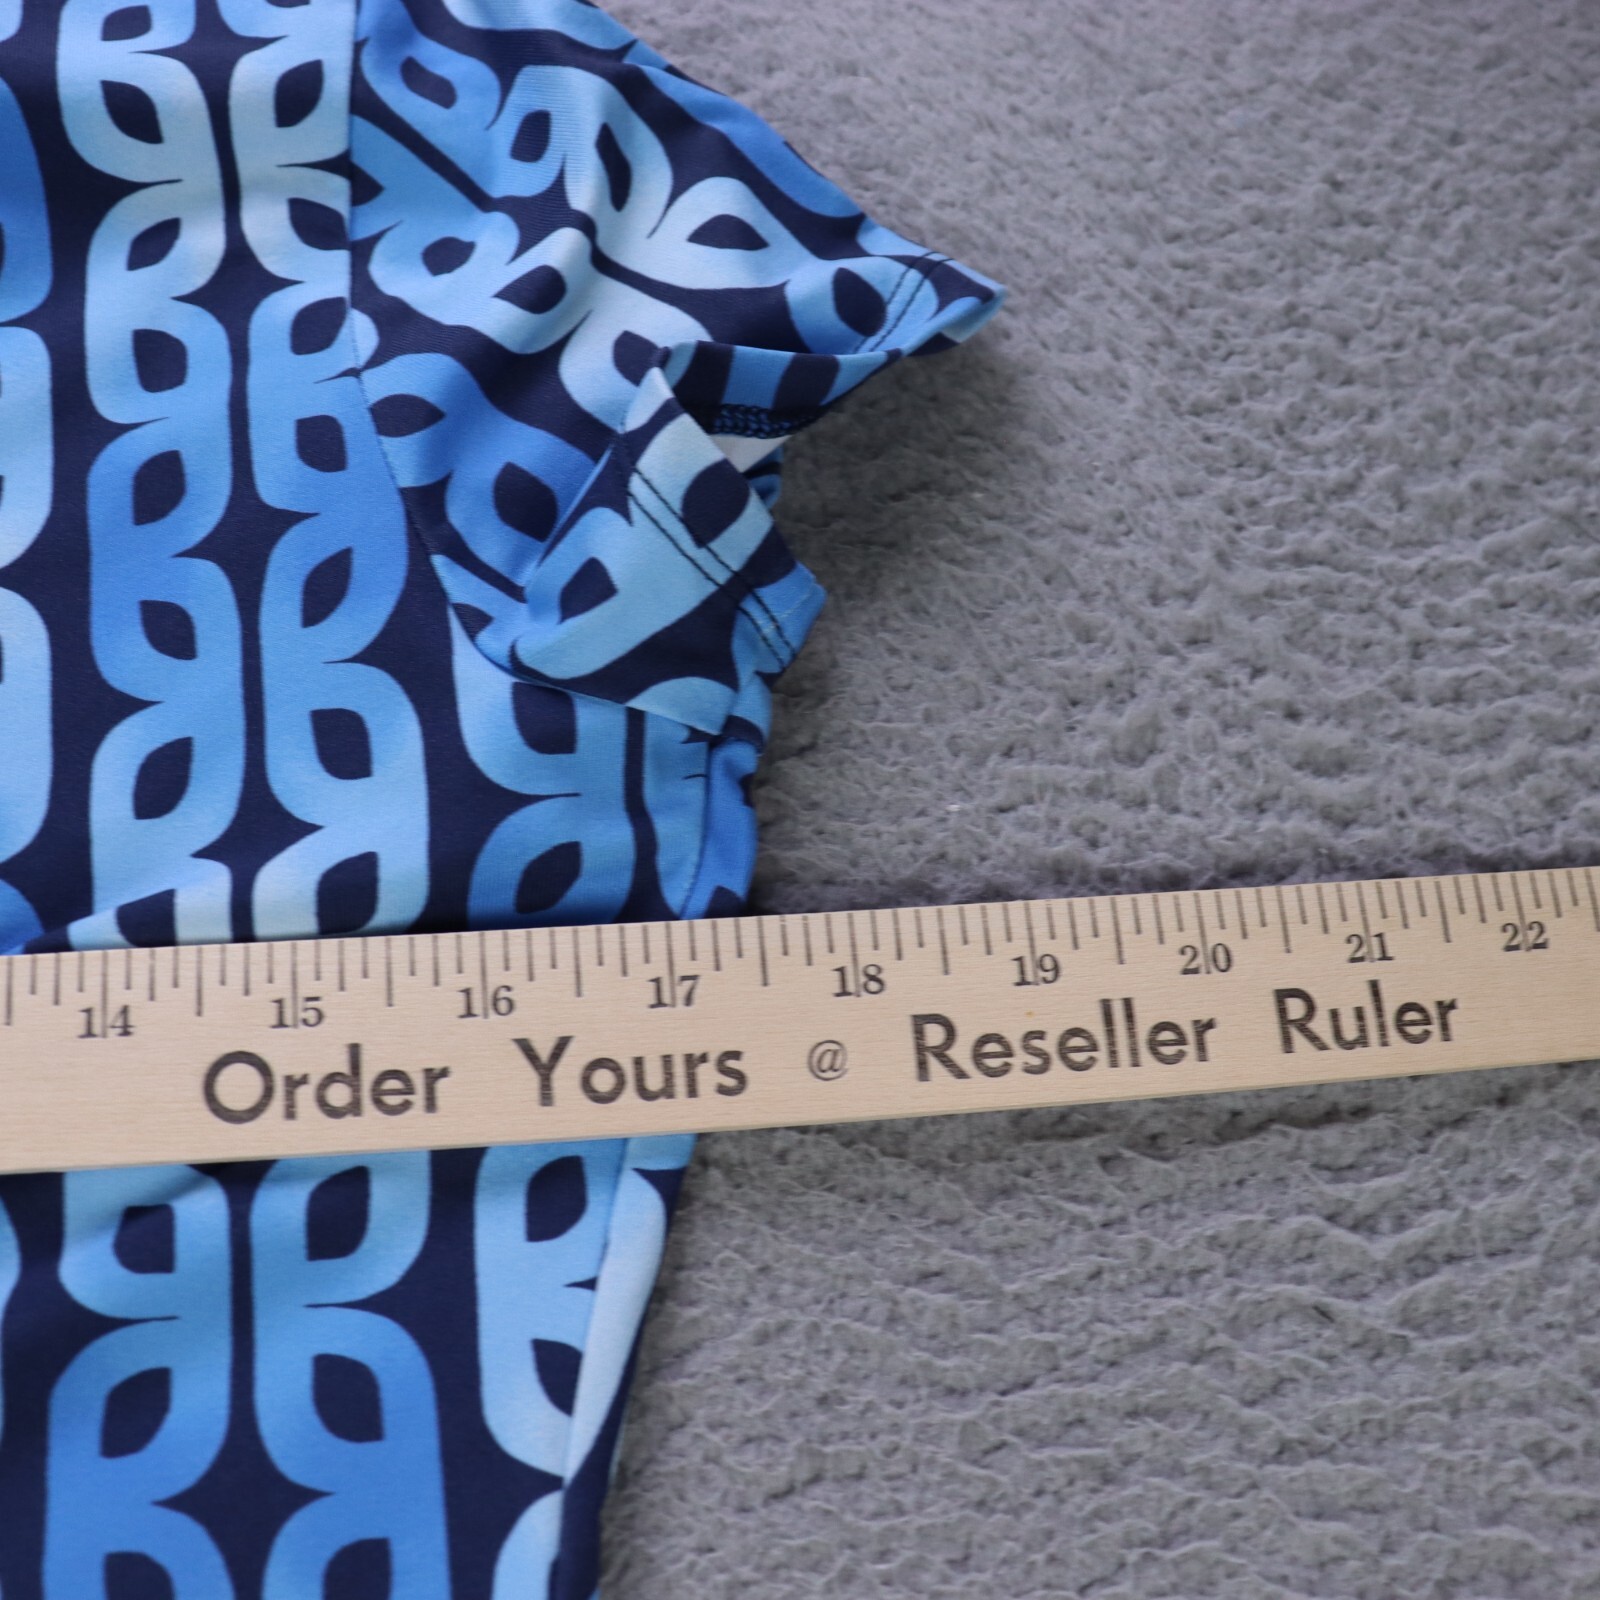 14 15 16 17 18 19 20 21 22
Order Yours @ Reseller Ruler